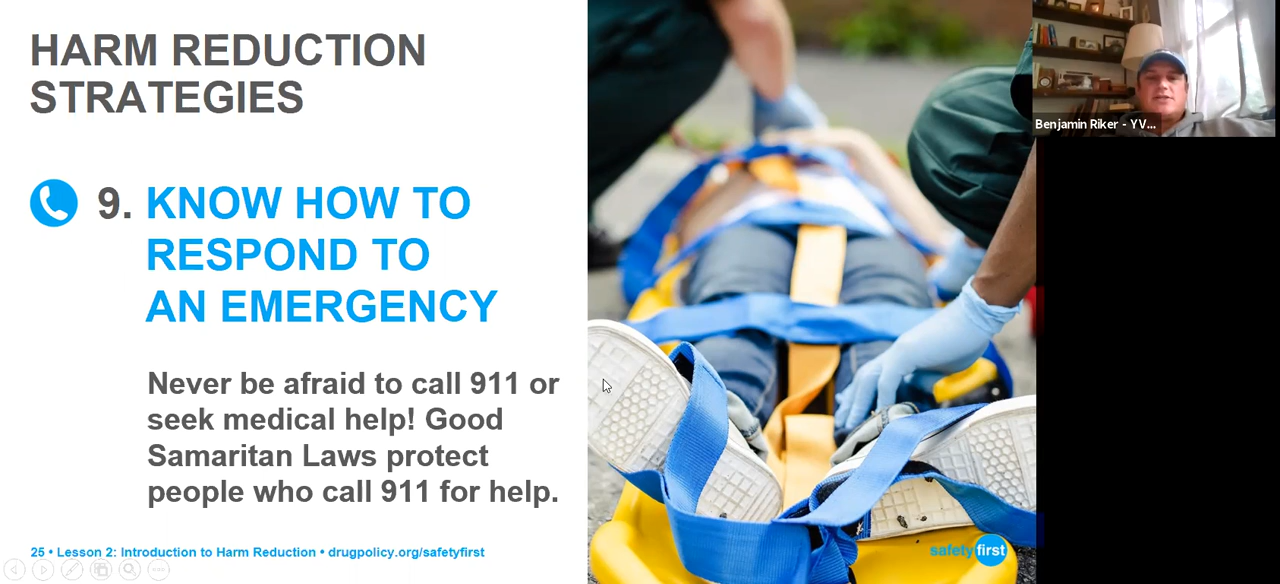 HARM REDUCTION
STRATEGIES
9. KNOW HOW TO
RESPOND TO
AN EMERGENCY
Never be afraid to call 911 or
seek medical help! Good
Samaritan Laws protect
people who call 911 for help.
25 • Lesson 2: Introduction to Harm Reduction • drugpolicy.org/safetyfirst
safetyfirst
Benjamin Riker - YV...